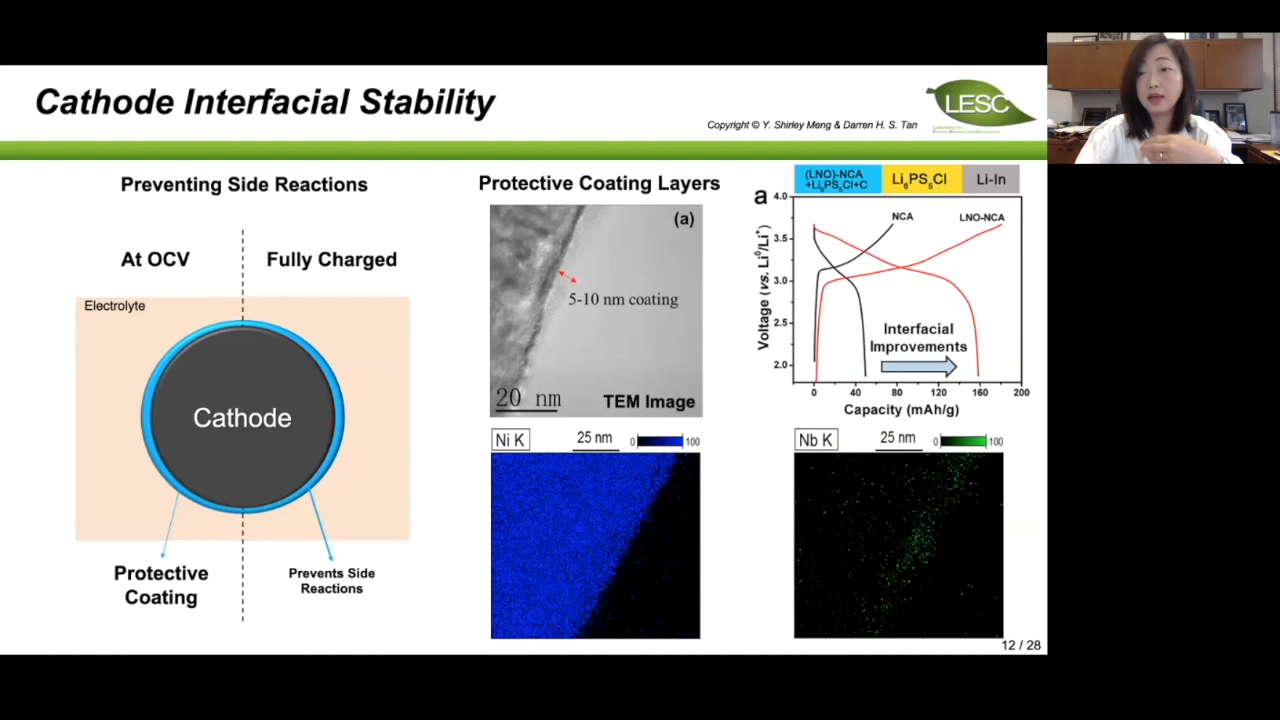 Cathode Interfacial Stability
Copyright © Y. Shirley Meng & Darren H. S. Tan
LESC
Preventing Side Reactions
At OCV
Fully Charged
Electrolyte
Cathode
Protective
Coating
Prevents Side
Reactions
Protective Coating Layers
(a)
5-10 nm coating
20 nm
TEM Image
Ni K
25 nm
0
100
(LNO)-NCA
+Li₆PS₅Cl+C
Li₆PS₅Cl
Li-In
a
4.0
3.5
3.0
2.5
2.0
Voltage (vs. Li⁰/Li⁺)
NCA
LNO-NCA
Interfacial
Improvements
0
40
80
120
160
200
Capacity (mAh/g)
Nb K
25 nm
0
100
12 / 28